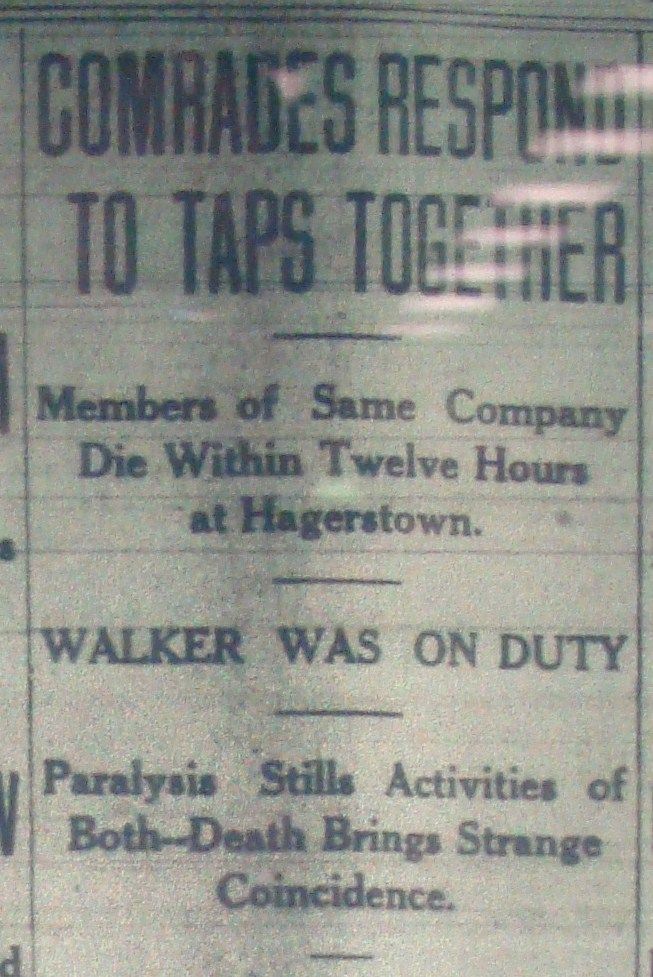 COMRADES RESPOND
TO TAPS TOGETHER
Members of Same Company
Die Within Twelve Hours
at Hagerstown.
WALKER WAS ON DUTY
Paralysis Stills Activities of
Both--Death Brings Strange
Coincidence.